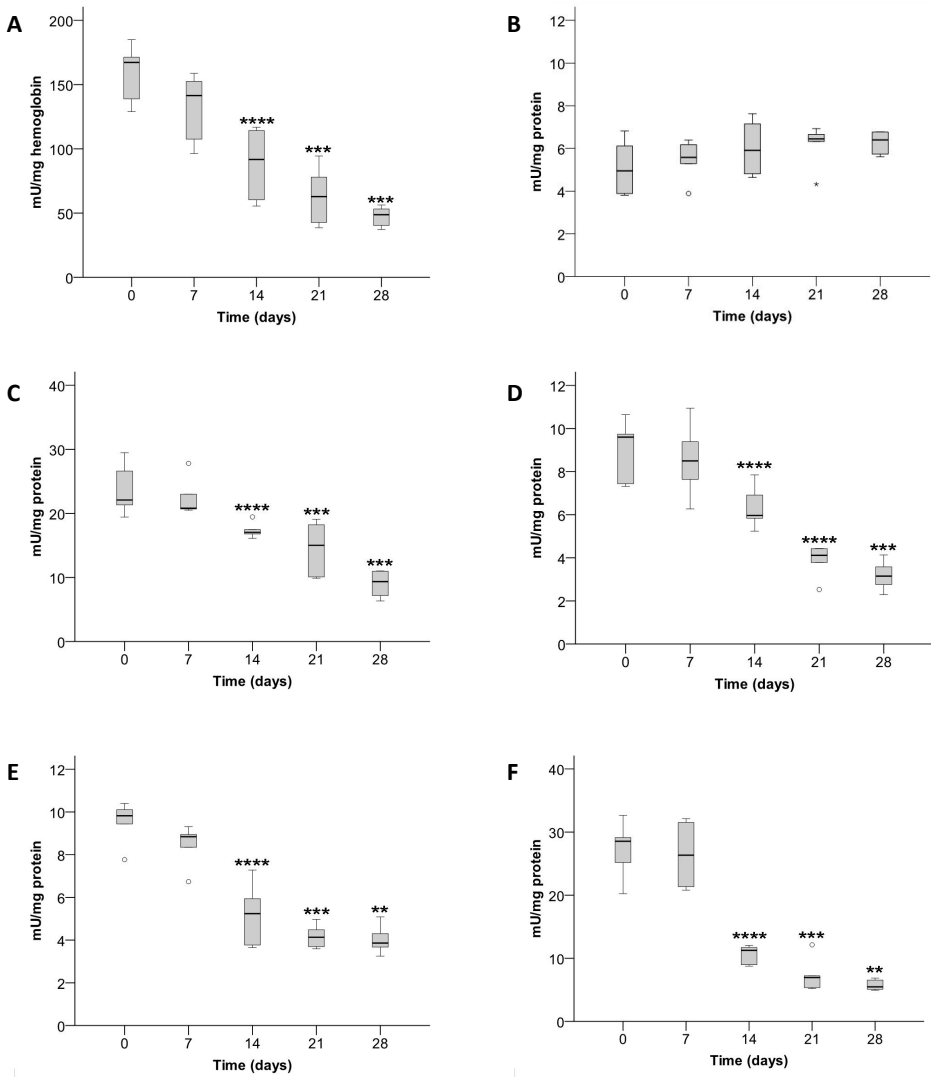 A
mU/mg hemoglobin
200
150
100
50
0
****
***
***
0 7 14 21 28
Time (days)
B
mU/mg protein
12
10
8
6
4
2
0
*
0 7 14 21 28
Time (days)
C
mU/mg protein
40
30
20
10
0
****
***
***
0 7 14 21 28
Time (days)
D
mU/mg protein
12
10
8
6
4
2
0
****
****
***
0 7 14 21 28
Time (days)
E
mU/mg protein
12
10
8
6
4
2
0
****
***
**
0 7 14 21 28
Time (days)
F
mU/mg protein
40
30
20
10
0
****
***
**
0 7 14 21 28
Time (days)